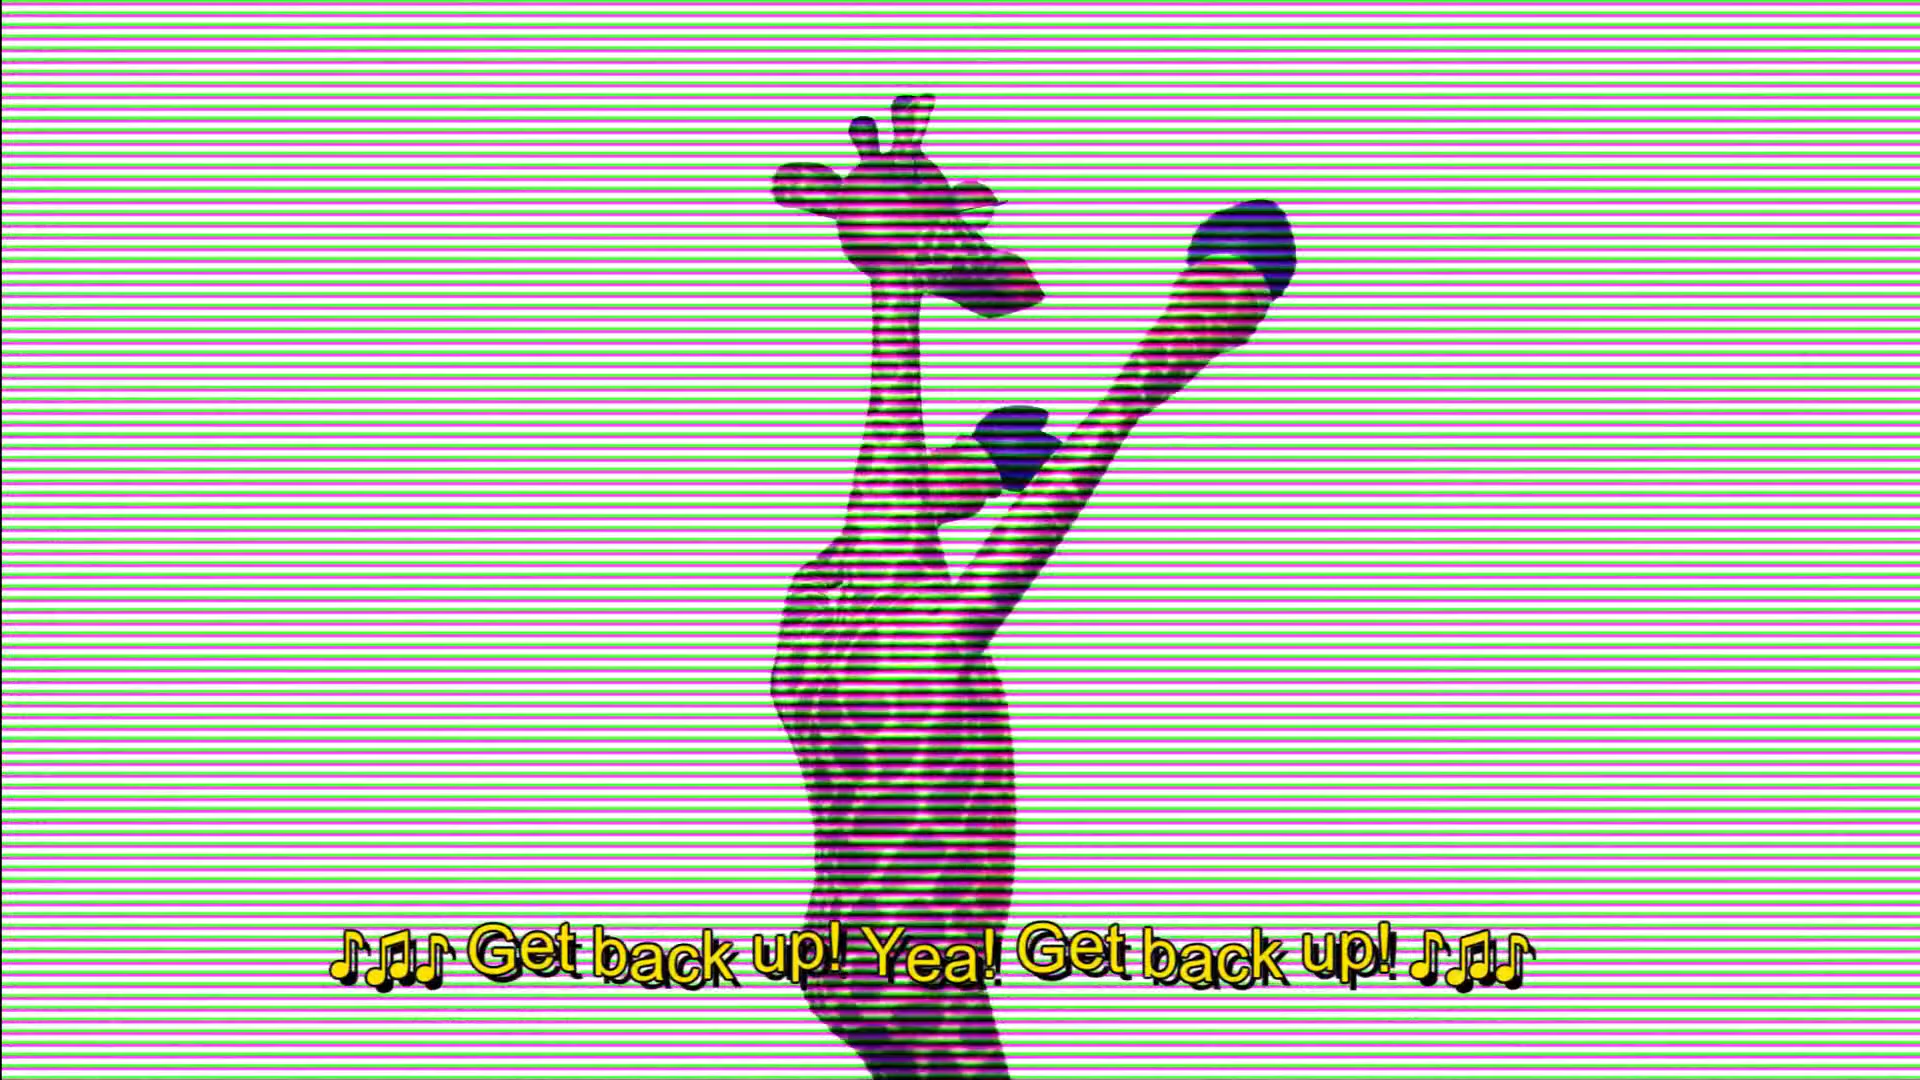 ♪♫♪ Get back up! Yea! Get back up! ♪♫♪